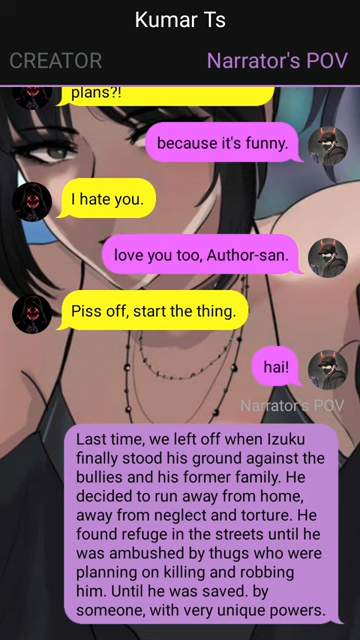 Kumar Ts
CREATOR
Narrator's POV
plans?!
because it's funny.
I hate you.
love you too, Author-san.
Piss off, start the thing.
hai!
Narrator's POV
Last time, we left off when Izuku
finally stood his ground against the
bullies and his former family. He
decided to run away from home,
away from neglect and torture. He
found refuge in the streets until he
was ambushed by thugs who were
planning on killing and robbing
him. Until he was saved. by
someone, with very unique powers.